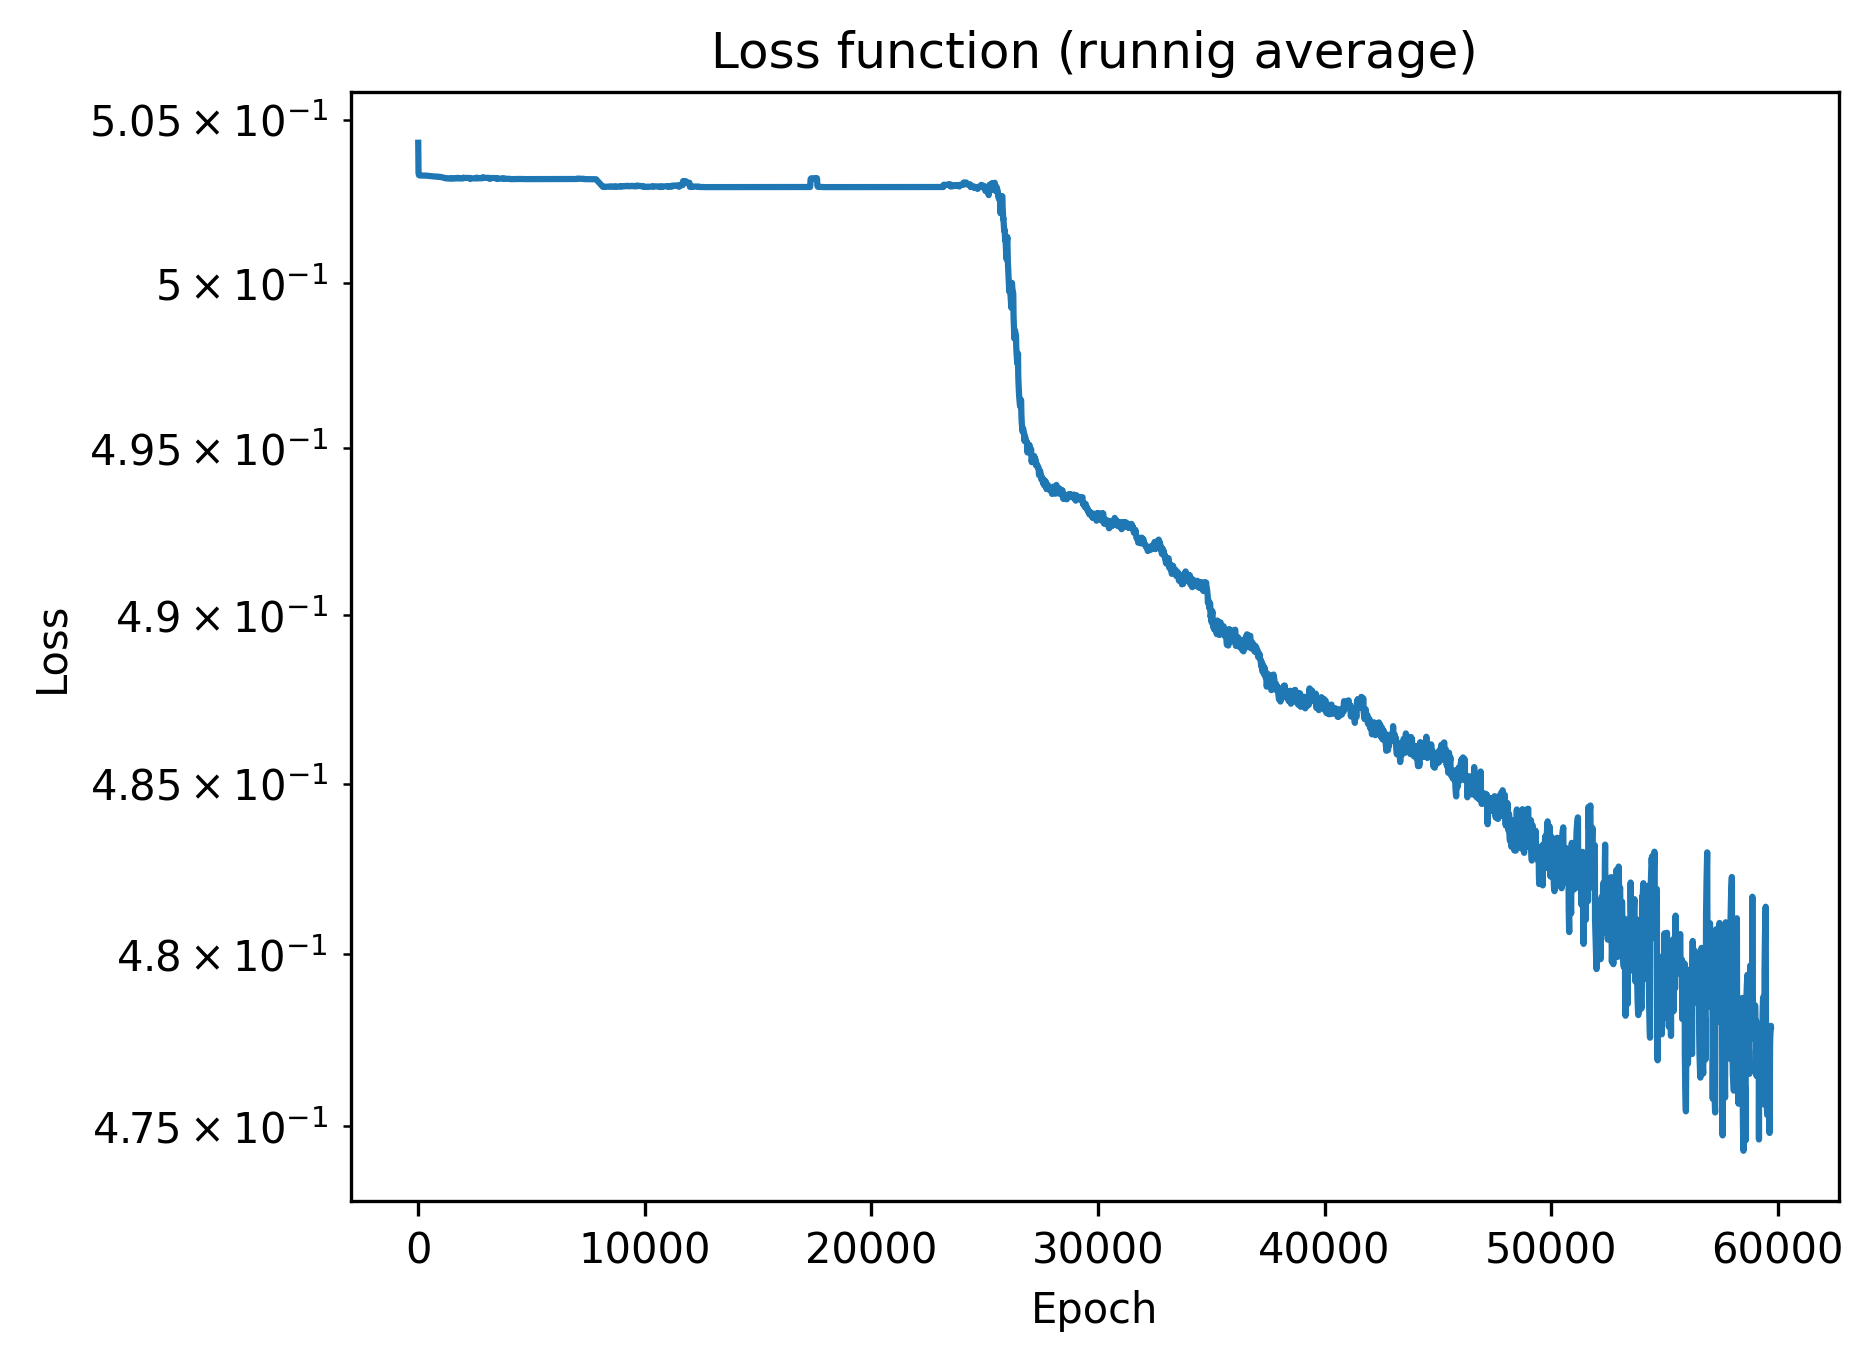 Loss function (runnig average)
5.05 × 10⁻¹
5 × 10⁻¹
4.95 × 10⁻¹
4.9 × 10⁻¹
4.85 × 10⁻¹
4.8 × 10⁻¹
4.75 × 10⁻¹
Loss
0 10000 20000 30000 40000 50000 60000
Epoch